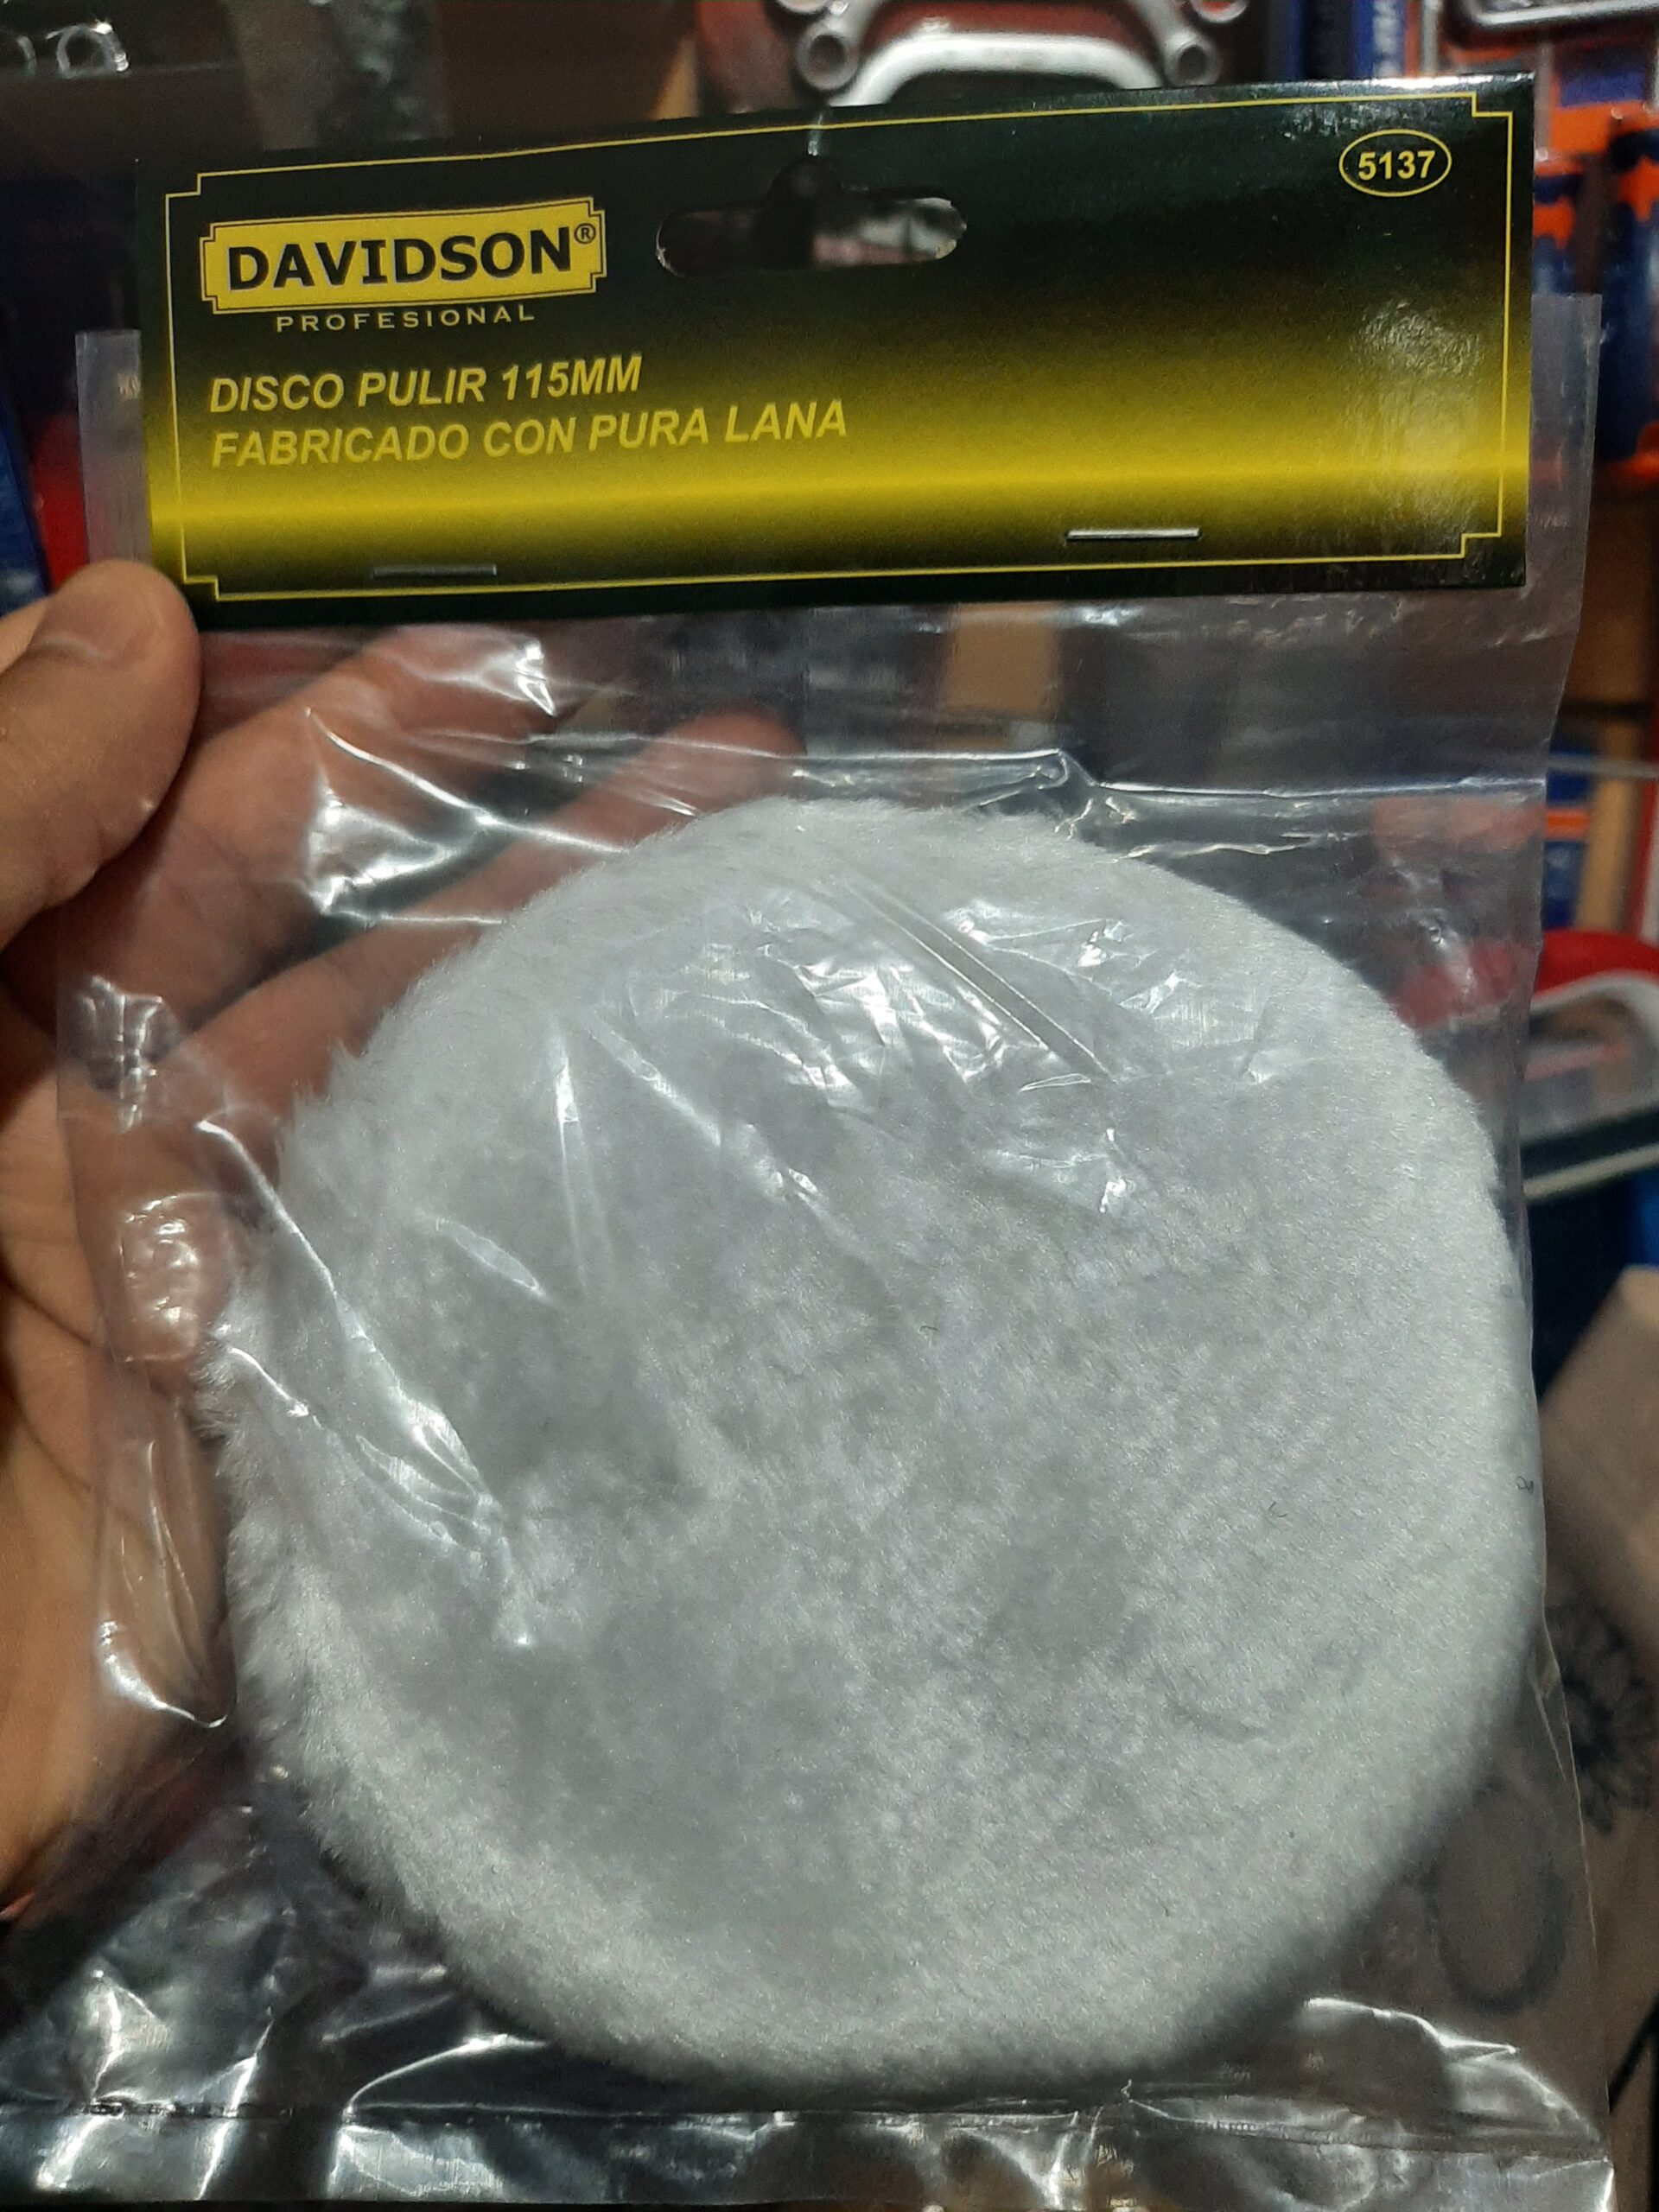 5137
DAVIDSON®
PROFESIONAL
DISCO PULIR 115MM
FABRICADO CON PURA LANA